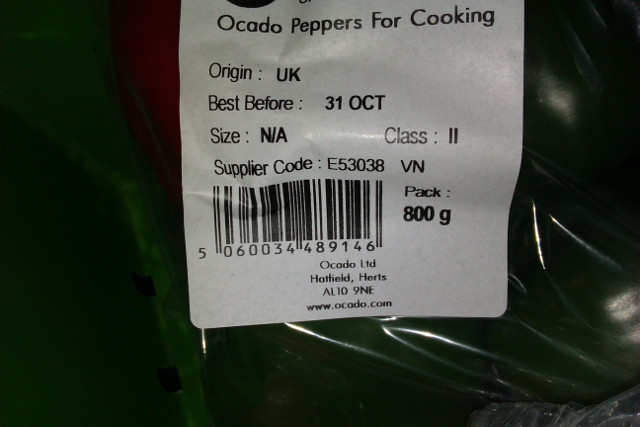 Ocado Peppers For Cooking
Origin : UK
Best Before : 31 OCT
Size : N/A Class : II
Supplier Code : E53038 VN
Pack :
800 g
5 060034 489146
Ocado Ltd
Hatfield, Herts
AL10 9NE
www.ocado.com